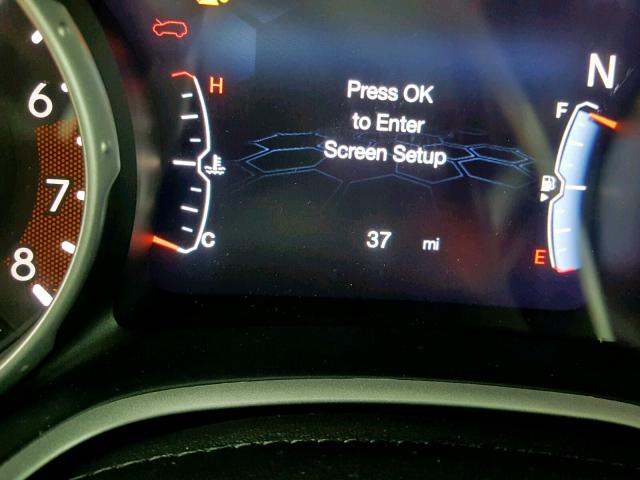 6
7
8
H
C
Press OK
to Enter
Screen Setup
37 mi
N
F
E